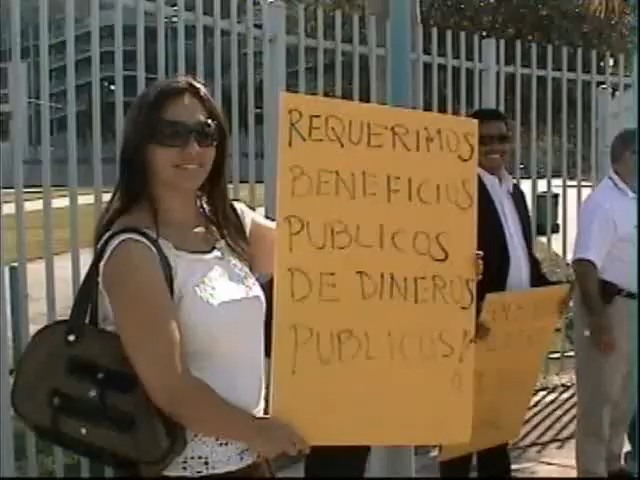 REQUERIMOS
BENEFICIOS
PUBLICOS
DE DINEROS
PUBLICOS!